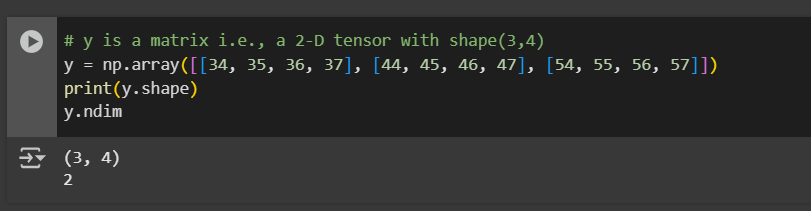 # y is a matrix i.e., a 2-D tensor with shape(3,4)
y = np.array([[34, 35, 36, 37], [44, 45, 46, 47], [54, 55, 56, 57]])
print(y.shape)
y.ndim
(3, 4)
2